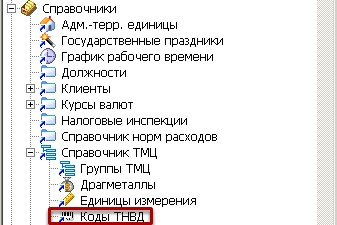 Справочники
Адм.-терр. единицы
Государственные праздники
График рабочего времени
Должности
Клиенты
Курсы валют
Налоговые инспекции
Справочник норм расходов
Справочник ТМЦ
Группы ТМЦ
Драгметаллы
Единицы измерения
Коды ТНВД